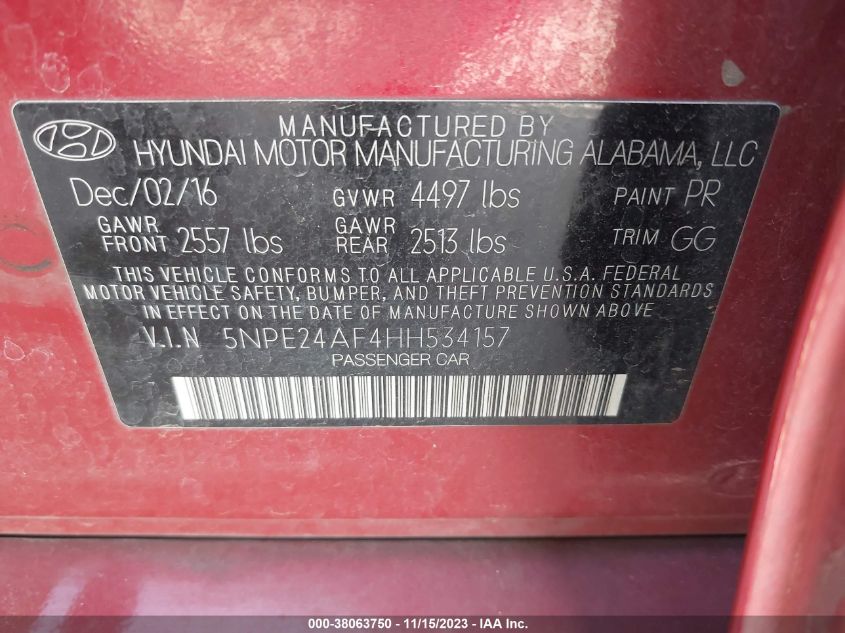 MANUFACTURED BY
HYUNDAI MOTOR MANUFACTURING ALABAMA, LLC
Dec/02/16 GVWR 4497 lbs PAINT PR
GAWR FRONT 2557 lbs GAWR REAR 2513 lbs TRIM GG
THIS VEHICLE CONFORMS TO ALL APPLICABLE U.S.A. FEDERAL
MOTOR VEHICLE SAFETY, BUMPER, AND THEFT PREVENTION STANDARDS
IN EFFECT ON THE DATE OF MANUFACTURE SHOWN ABOVE
V.I.N 5NPE24AF4HH534157
PASSENGER CAR
000-38063750 - 11/15/2023 - IAA Inc.